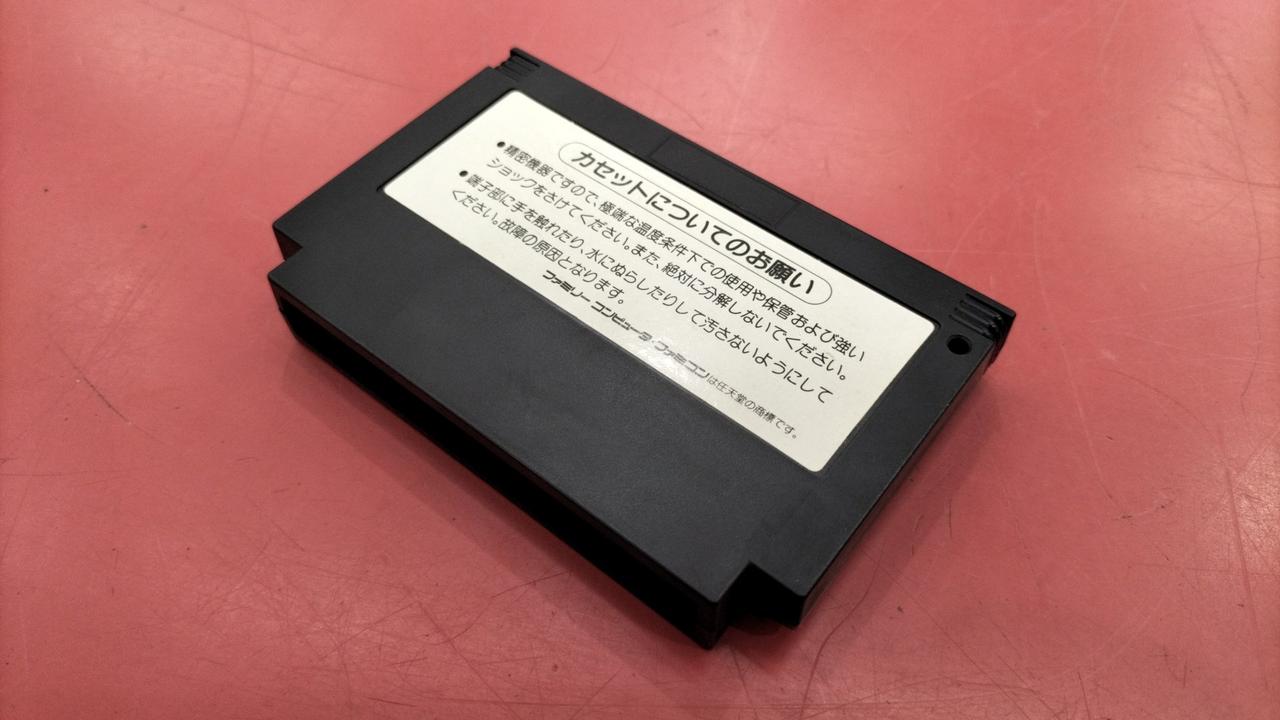 カセットについてのお願い
●精密機器ですので、極端な温度条件下での使用や保管および強い
ショックをさけてください。また、絶対に分解しないでください。
●端子部に手を触れたり、水にぬらしたりして汚さないようにして
ください。故障の原因となります。
ファミリー コンピュータ・ファミコンは任天堂の商標です。